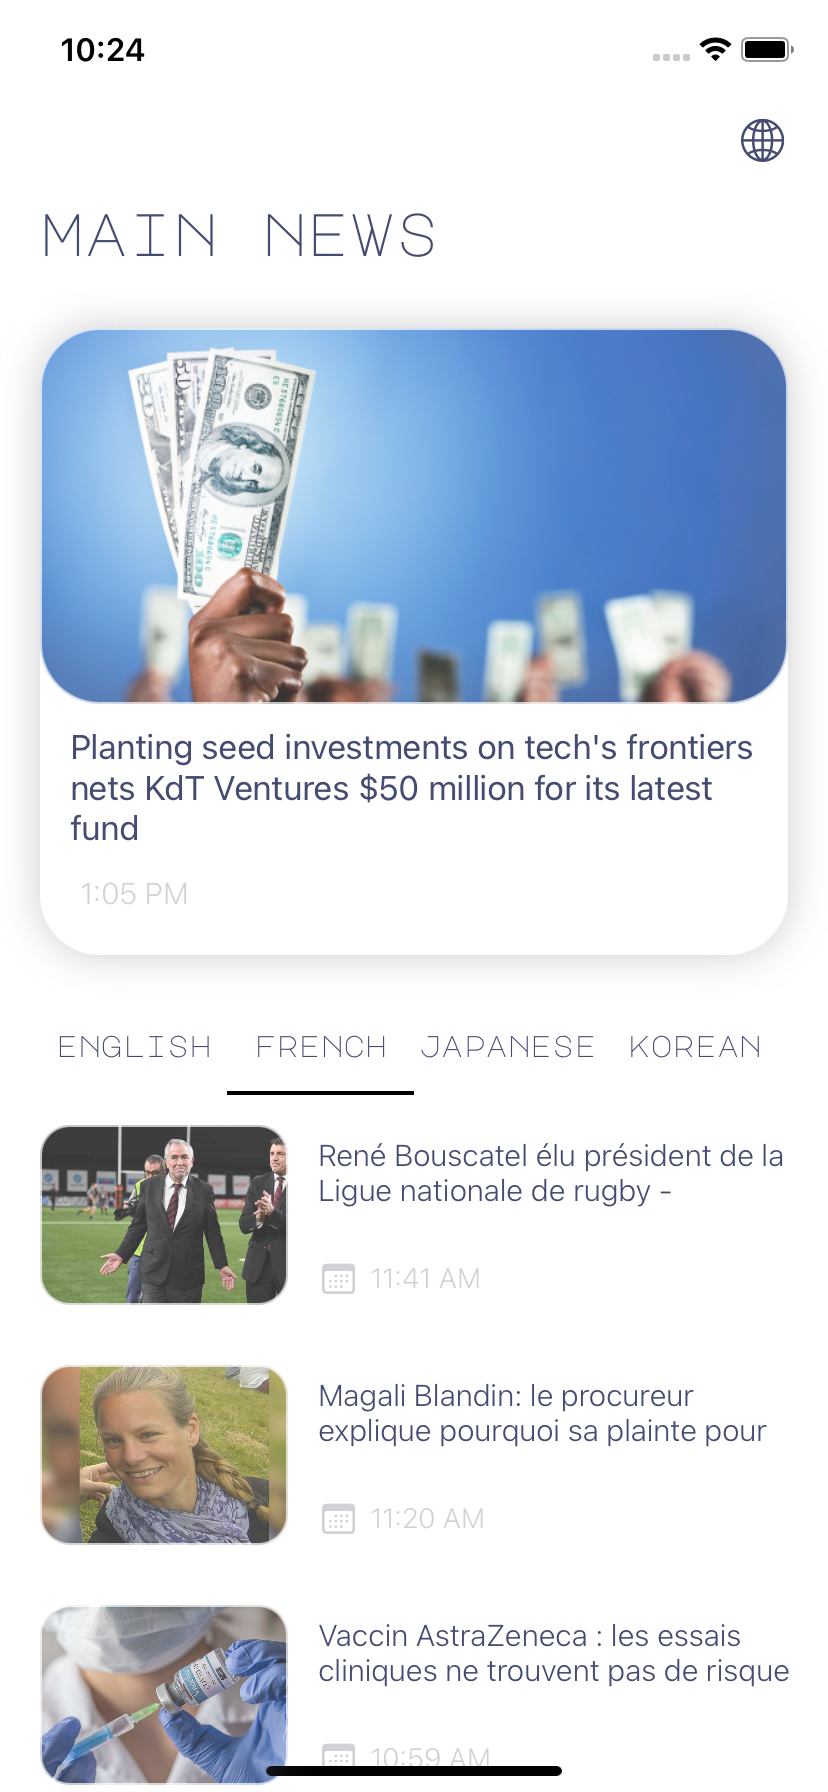 10:24
MAIN NEWS
Planting seed investments on tech's frontiers
nets KdT Ventures $50 million for its latest
fund
1:05 PM
ENGLISH FRENCH JAPANESE KOREAN
René Bouscatel élu président de la
Ligue nationale de rugby -
11:41 AM
Magali Blandin: le procureur
explique pourquoi sa plainte pour
11:20 AM
Vaccin AstraZeneca : les essais
cliniques ne trouvent pas de risque
10:59 AM